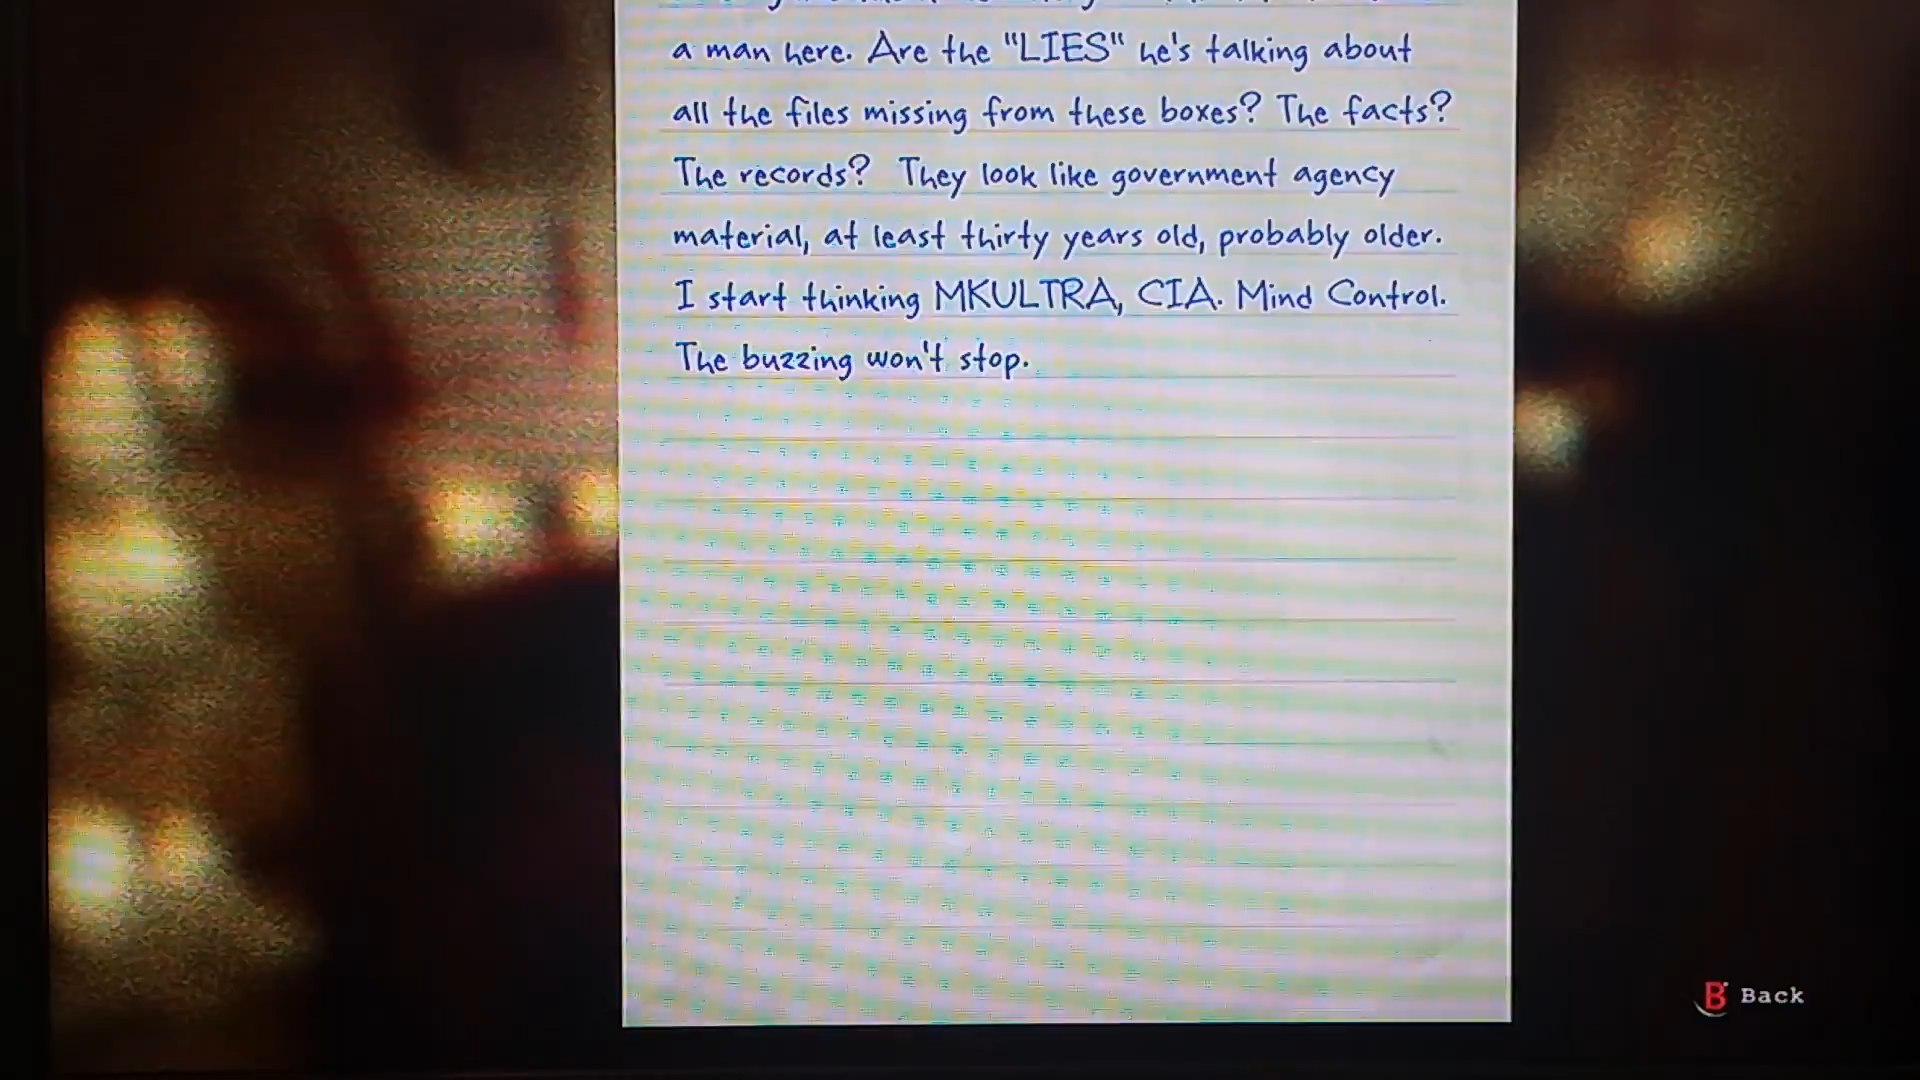 a man here. Are the "LIES" he's talking about
all the files missing from these boxes? The facts?
The records? They look like government agency
material, at least thirty years old, probably older.
I start thinking MKULTRA, CIA. Mind Control.
The buzzing won't stop.
B Back